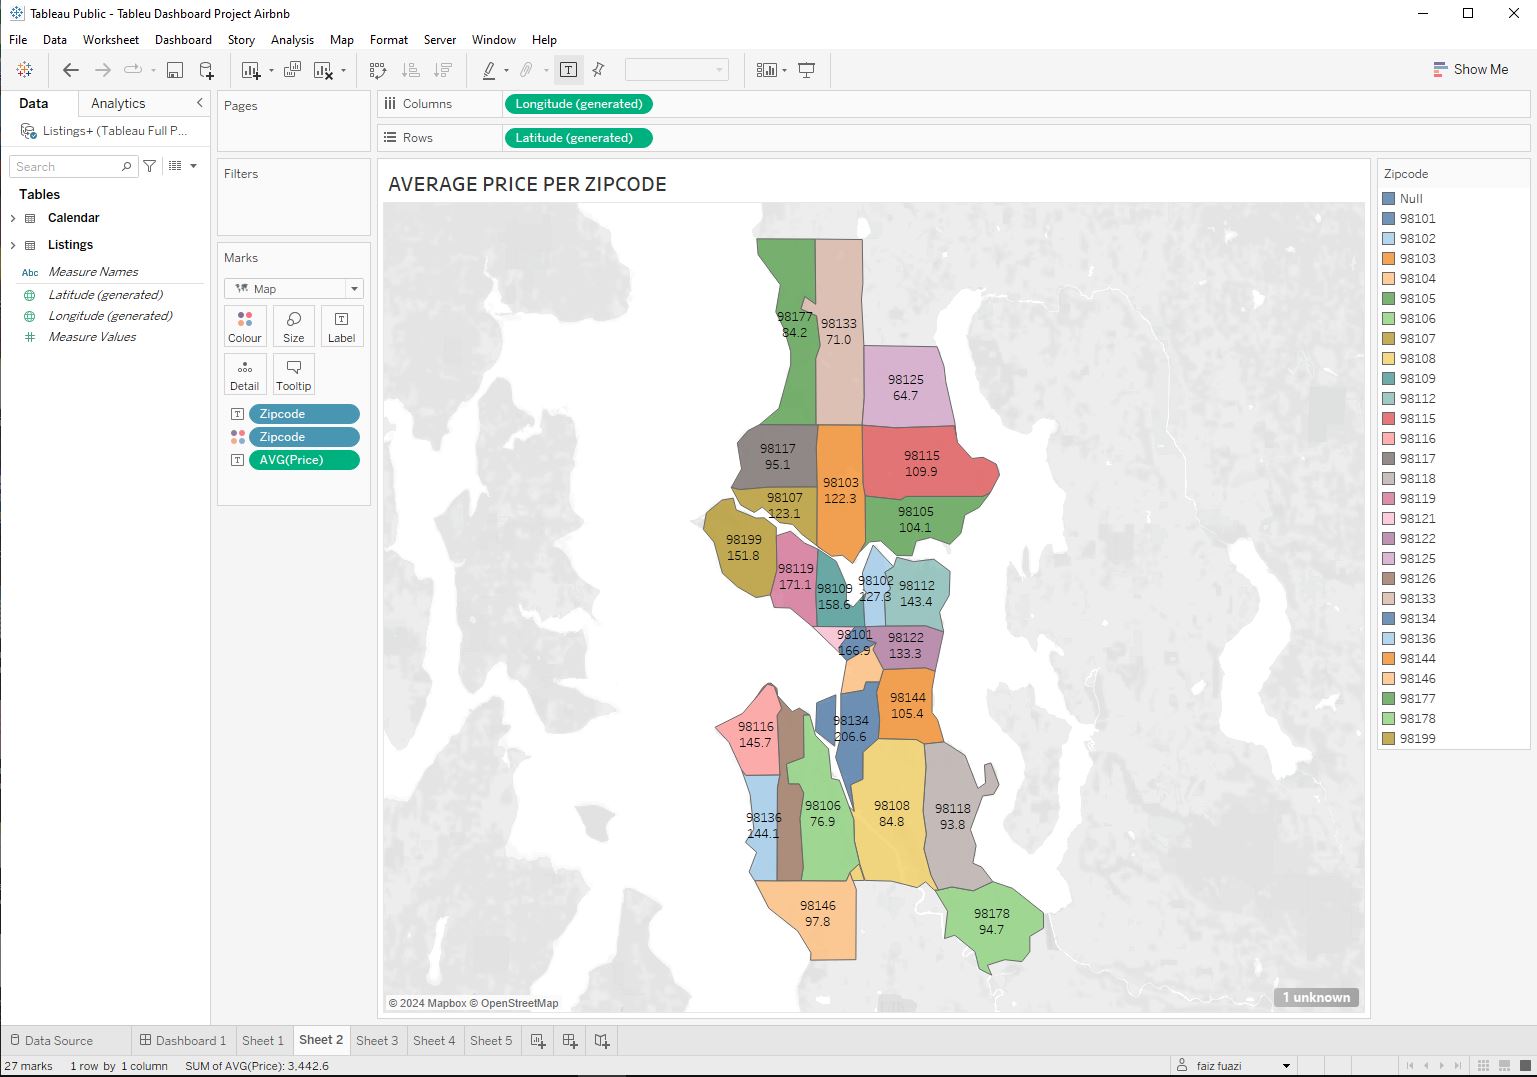 Tableau Public - Tableu Dashboard Project Airbnb
File Data Worksheet Dashboard Story Analysis Map Format Server Window Help
Show Me
Data Analytics
Listings+ (Tableau Full P...
Search
Tables
Calendar
Listings
Abc Measure Names
Latitude (generated)
Longitude (generated)
Measure Values
Pages
Filters
Marks
Map
Colour Size T Label
Detail Tooltip
T Zipcode
Zipcode
T AVG(Price)
Columns Longitude (generated)
Rows Latitude (generated)
AVERAGE PRICE PER ZIPCODE
98177
84.2
98133
71.0
98125
64.7
98117
95.1
98103
122.3
98115
109.9
98107
123.1
98105
104.1
98199
151.8
98119
171.1
98109
158.6
98102
127.3
98112
143.4
98101
166.9
98122
133.3
98144
105.4
98116
145.7
98134
206.6
98136
144.1
98106
76.9
98108
84.8
98118
93.8
98146
97.8
98178
94.7
© 2024 Mapbox © OpenStreetMap
1 unknown
Zipcode
Null
98101
98102
98103
98104
98105
98106
98107
98108
98109
98112
98115
98116
98117
98118
98119
98121
98122
98125
98126
98133
98134
98136
98144
98146
98177
98178
98199
Data Source Dashboard 1 Sheet 1 Sheet 2 Sheet 3 Sheet 4 Sheet 5
27 marks 1 row by 1 column SUM of AVG(Price): 3,442.6 faiz fuazi